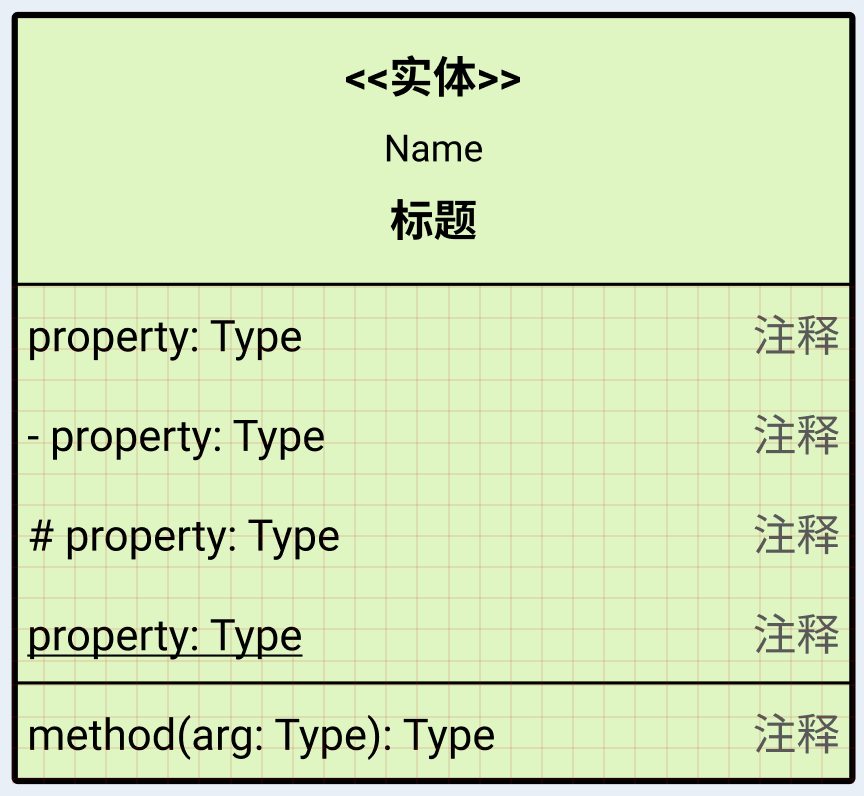 <<实体>>
Name
标题
property: Type 注释
- property: Type 注释
# property: Type 注释
property: Type 注释
method(arg: Type): Type 注释